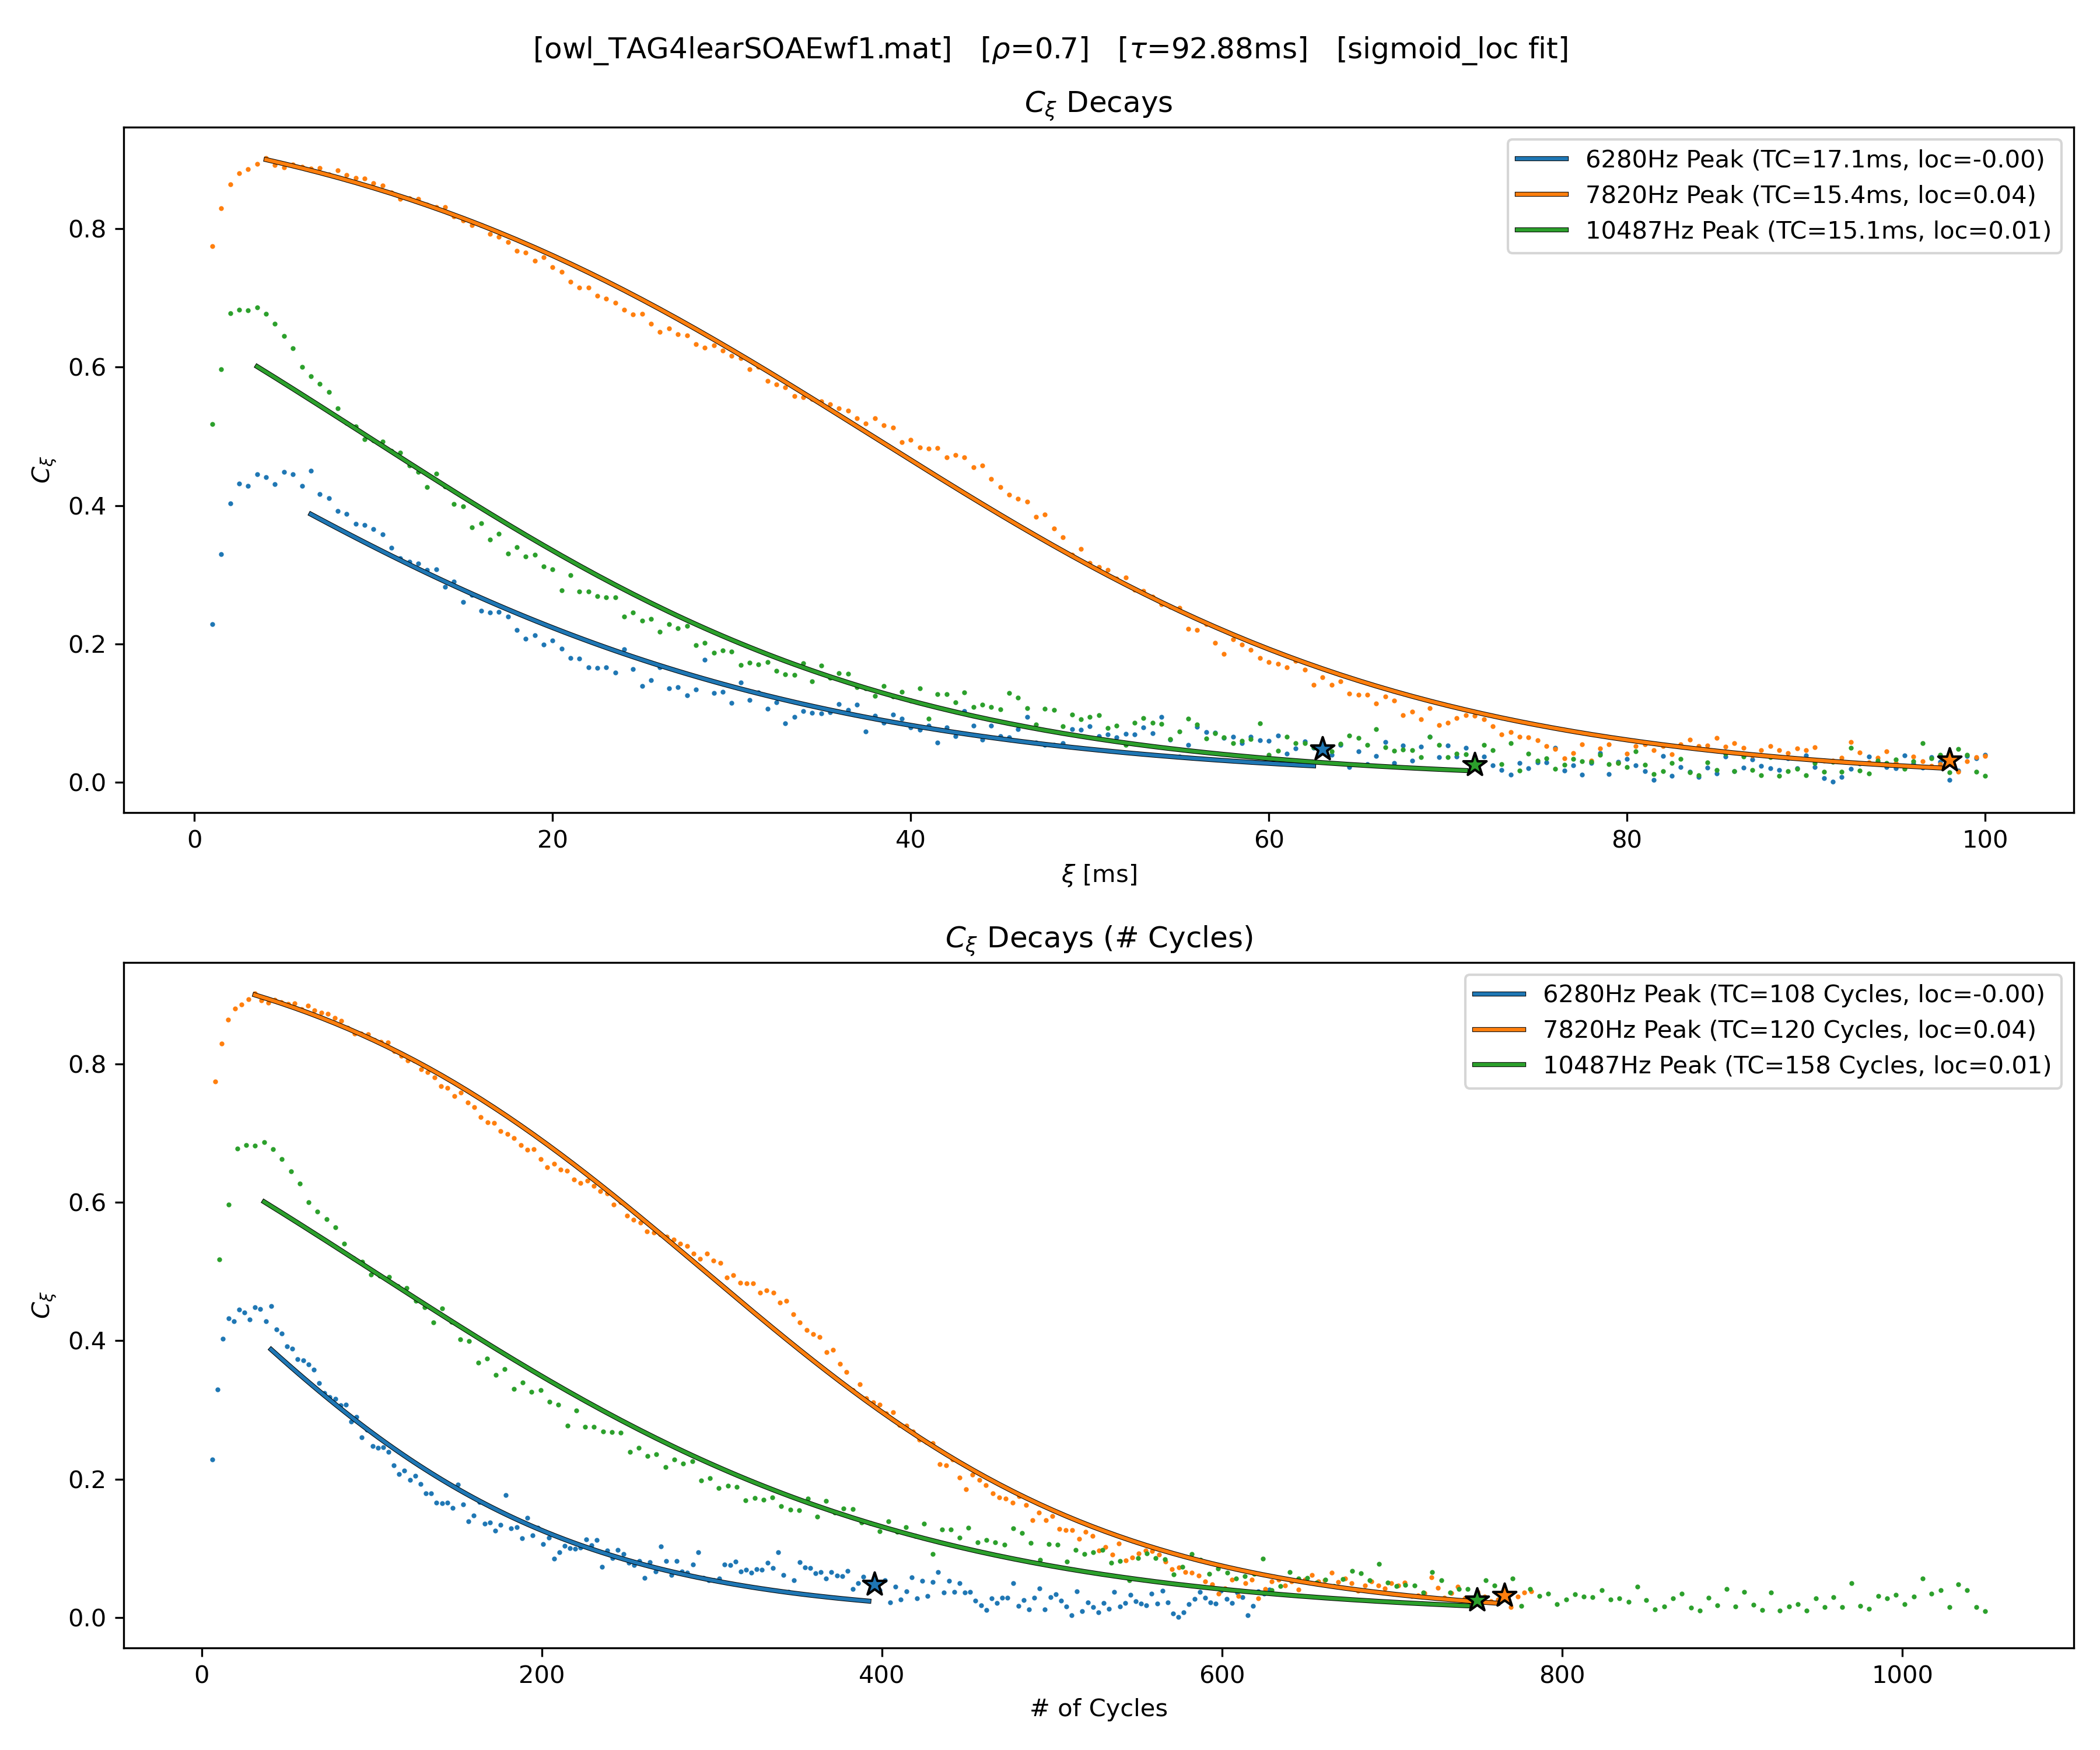 [owl_TAG4learSOAEwf1.mat] [ρ=0.7] [τ=92.88ms] [sigmoid_loc fit]
C_ξ Decays
6280Hz Peak (TC=17.1ms, loc=-0.00)
7820Hz Peak (TC=15.4ms, loc=0.04)
10487Hz Peak (TC=15.1ms, loc=0.01)
C_ξ
0.8
0.6
0.4
0.2
0.0
0 20 40 60 80 100
ξ [ms]
C_ξ Decays (# Cycles)
6280Hz Peak (TC=108 Cycles, loc=-0.00)
7820Hz Peak (TC=120 Cycles, loc=0.04)
10487Hz Peak (TC=158 Cycles, loc=0.01)
C_ξ
0.8
0.6
0.4
0.2
0.0
0 200 400 600 800 1000
# of Cycles